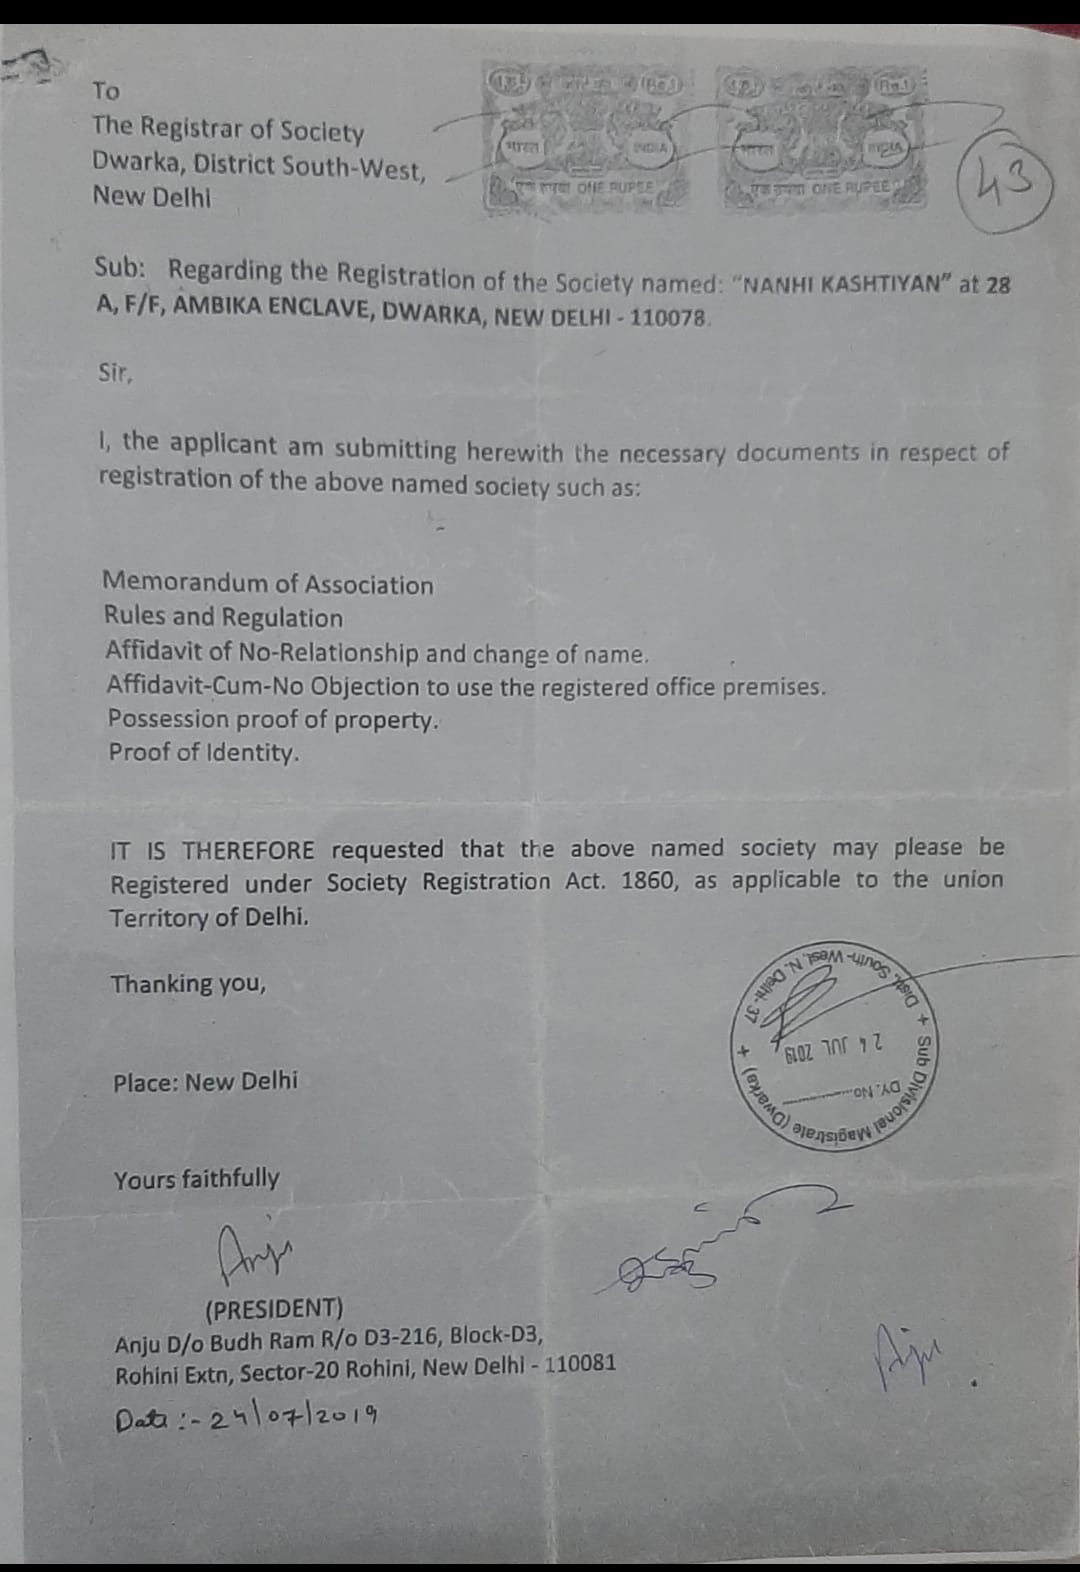 To
The Registrar of Society
Dwarka, District South-West,
New Delhi
भारत INDIA
एक रुपया ONE RUPEE
भारत INDIA
एक रुपया ONE RUPEE
43
Sub: Regarding the Registration of the Society named: “NANHI KASHTIYAN” at 28
A, F/F, AMBIKA ENCLAVE, DWARKA, NEW DELHI - 110078.
Sir,
I, the applicant am submitting herewith the necessary documents in respect of
registration of the above named society such as:
Memorandum of Association
Rules and Regulation
Affidavit of No-Relationship and change of name.
Affidavit-Cum-No Objection to use the registered office premises.
Possession proof of property.
Proof of Identity.
IT IS THEREFORE requested that the above named society may please be
Registered under Society Registration Act. 1860, as applicable to the union
Territory of Delhi.
Thanking you,
Sub Divisional Magistrate (Dwarka) + Distt. South-West, N. Delhi-37 +
DY. No..............
24 JUL 2019
Place: New Delhi
Yours faithfully
Anju
(PRESIDENT)
Anju D/o Budh Ram R/o D3-216, Block-D3,
Rohini Extn, Sector-20 Rohini, New Delhi - 110081
Anju
Date :- 24/07/2019